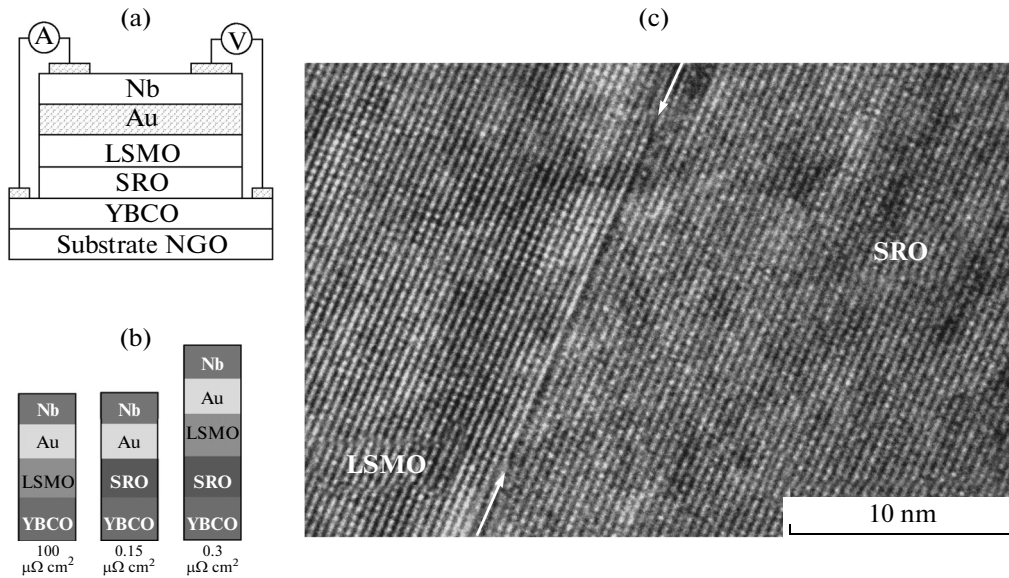 (a)
A
V
Nb
Au
LSMO
SRO
YBCO
Substrate NGO
(b)
Nb
Au
LSMO
YBCO
100
μΩ cm²
Nb
Au
SRO
YBCO
0.15
μΩ cm²
Nb
Au
LSMO
SRO
YBCO
0.3
μΩ cm²
(c)
SRO
LSMO
10 nm